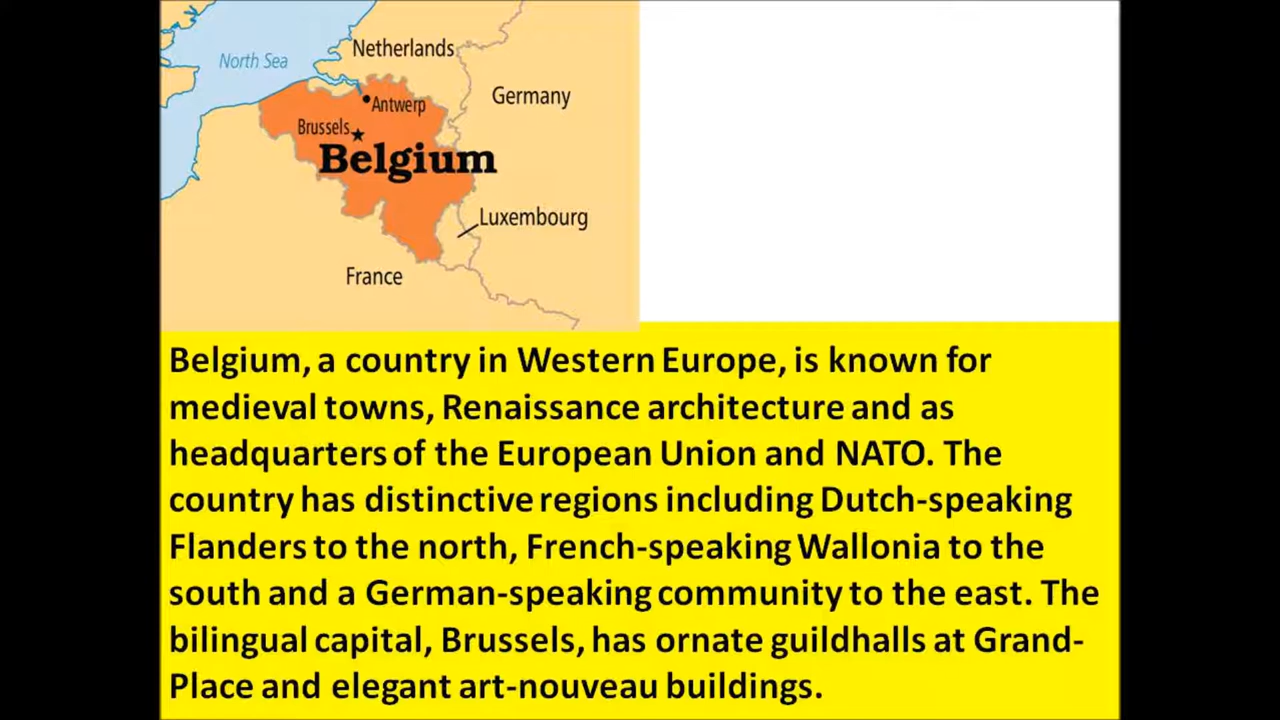 Netherlands
North Sea
Germany
Antwerp
Brussels
Belgium
Luxembourg
France
Belgium, a country in Western Europe, is known for
medieval towns, Renaissance architecture and as
headquarters of the European Union and NATO. The
country has distinctive regions including Dutch-speaking
Flanders to the north, French-speaking Wallonia to the
south and a German-speaking community to the east. The
bilingual capital, Brussels, has ornate guildhalls at Grand-
Place and elegant art-nouveau buildings.